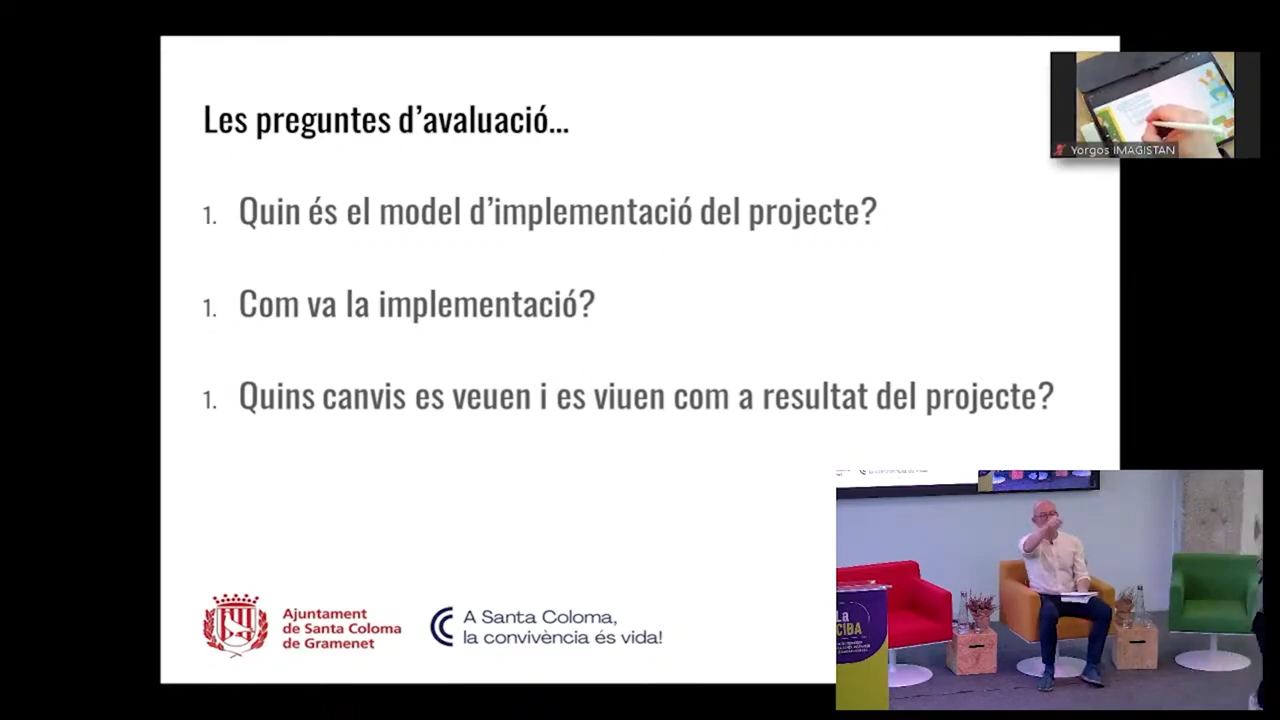 Les preguntes d'avaluació...
1. Quin és el model d'implementació del projecte?
1. Com va la implementació?
1. Quins canvis es veuen i es viuen com a resultat del projecte?
Ajuntament
de Santa Coloma
de Gramenet
A Santa Coloma,
la convivència és vida!
Yorgos IMAGISTAN
La
CIBA